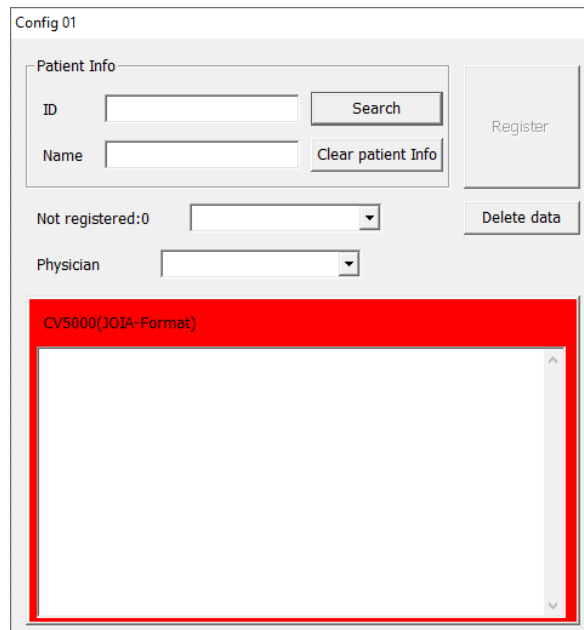 Config 01
Patient Info
ID
Search
Register
Name
Clear patient Info
Not registered:0
Delete data
Physician
CV5000(JOIA-Format)